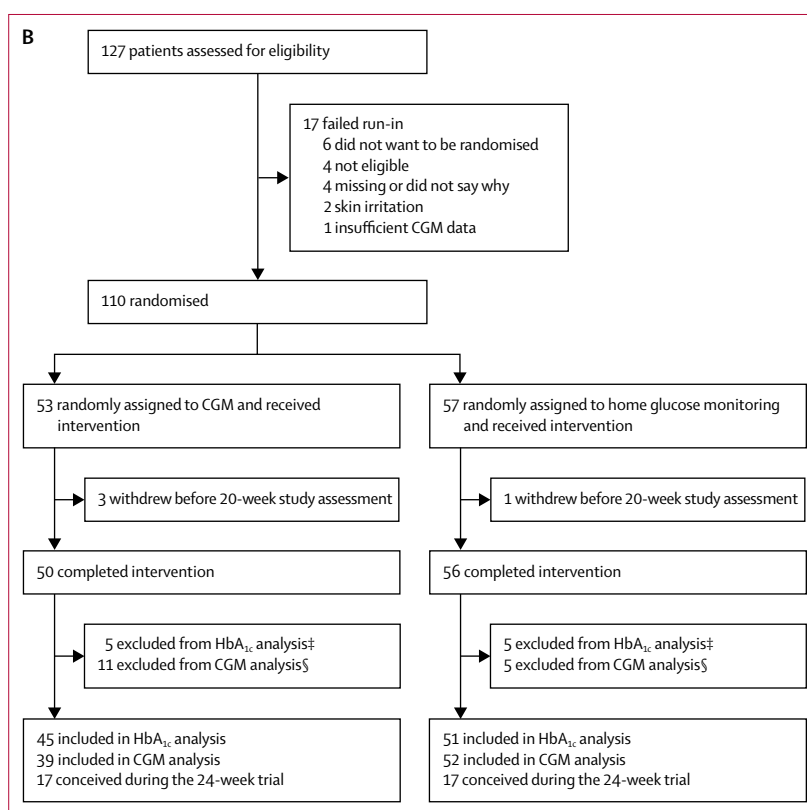 B
127 patients assessed for eligibility
17 failed run-in
6 did not want to be randomised
4 not eligible
4 missing or did not say why
2 skin irritation
1 insufficient CGM data
110 randomised
53 randomly assigned to CGM and received
intervention
57 randomly assigned to home glucose monitoring
and received intervention
3 withdrew before 20-week study assessment
1 withdrew before 20-week study assessment
50 completed intervention
56 completed intervention
5 excluded from HbA1c analysis‡
11 excluded from CGM analysis§
5 excluded from HbA1c analysis‡
5 excluded from CGM analysis§
45 included in HbA1c analysis
39 included in CGM analysis
17 conceived during the 24-week trial
51 included in HbA1c analysis
52 included in CGM analysis
17 conceived during the 24-week trial